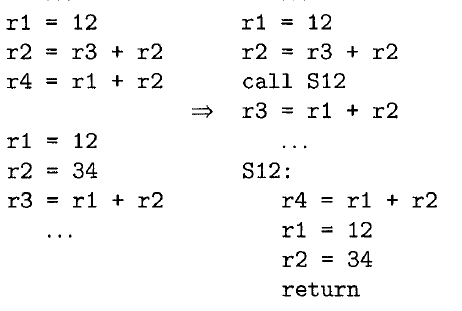 ...
r1 = 12
r2 = r3 + r2
r4 = r1 + r2
r1 = 12
r2 = 34
r3 = r1 + r2
...
⇒
...
r1 = 12
r2 = r3 + r2
call S12
r3 = r1 + r2
...
S12:
r4 = r1 + r2
r1 = 12
r2 = 34
return